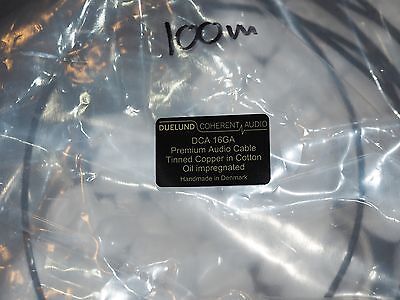 100m
DUELUND COHERENT AUDIO
DCA 16GA
Premium Audio Cable
Tinned Copper in Cotton
Oil impregnated
Handmade in Denmark